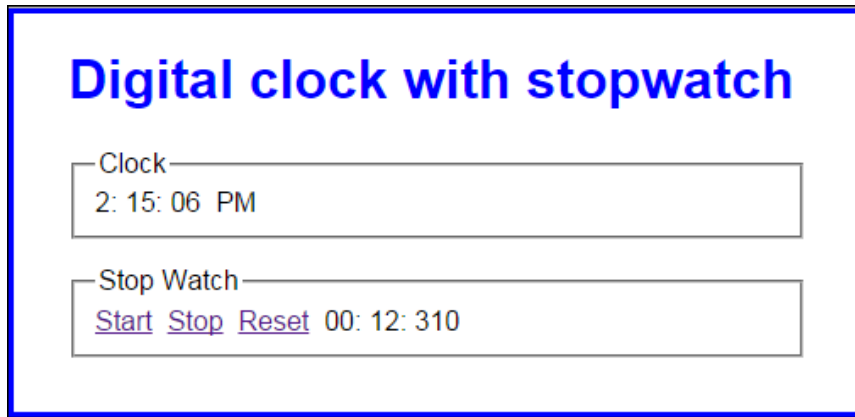 Digital clock with stopwatch
Clock
2: 15: 06 PM
Stop Watch
Start Stop Reset 00: 12: 310